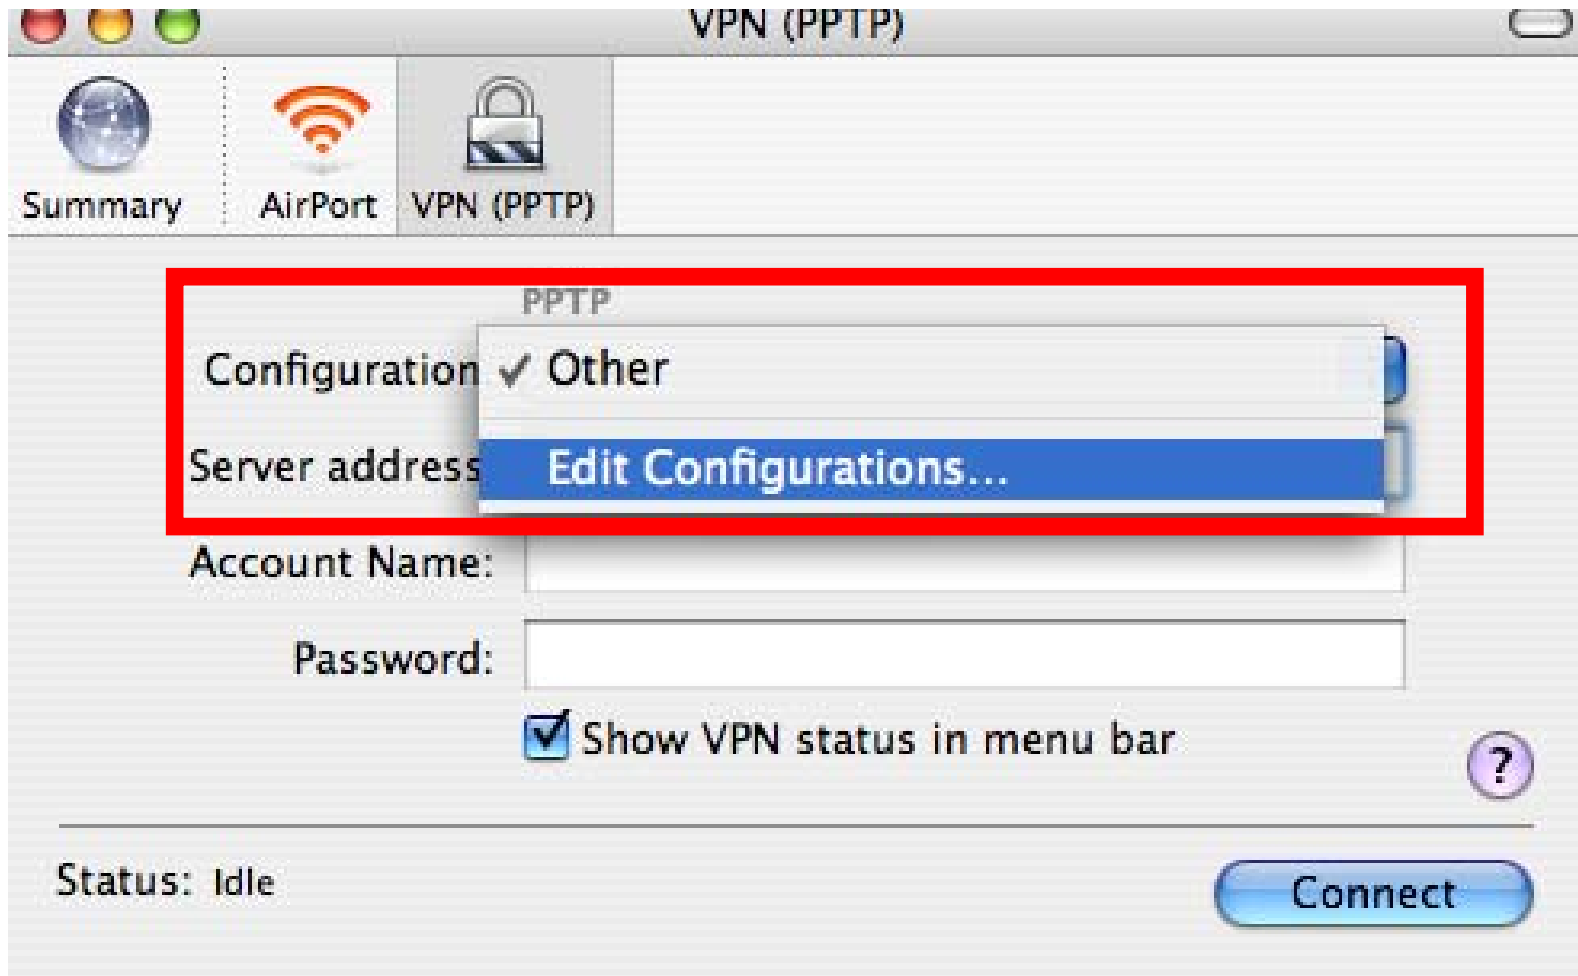 VPN (PPTP)
Summary AirPort VPN (PPTP)
PPTP
Configuration ✓ Other
Server address Edit Configurations...
Account Name:
Password:
Show VPN status in menu bar
?
Status: Idle Connect